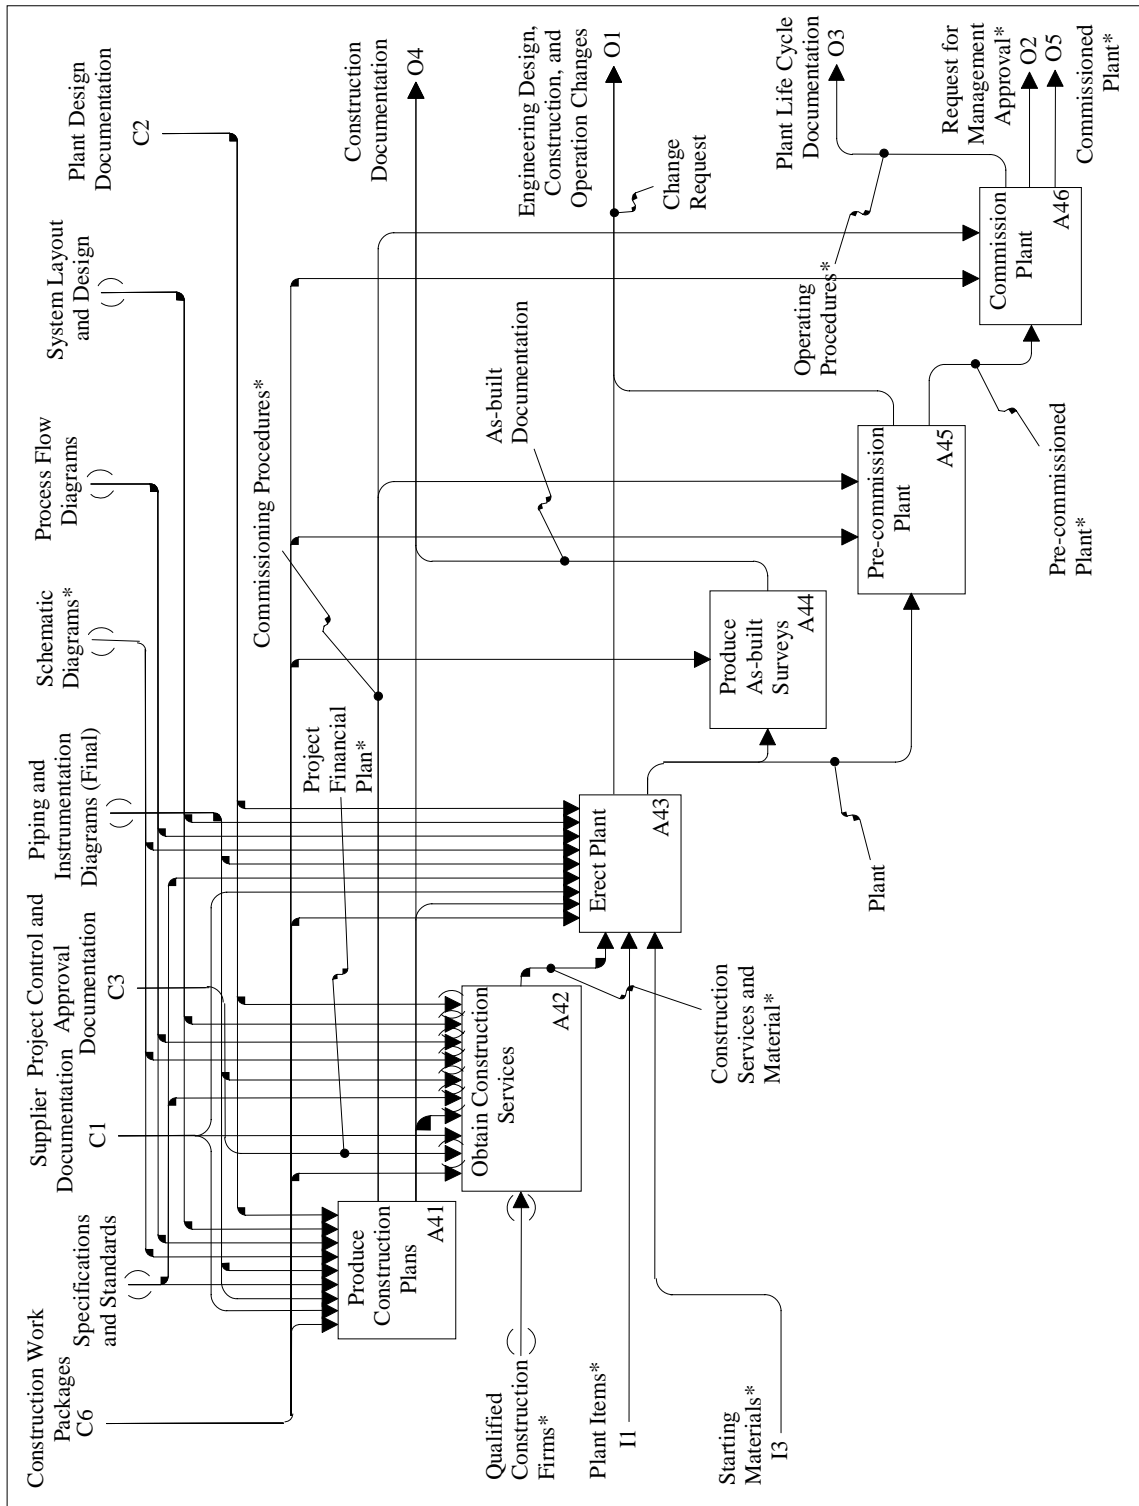 Construction Work
Packages
C6
Specifications
and Standards
Supplier
Documentation
C1
Project Control and
Approval
Documentation
C3
Piping and
Instrumentation
Diagrams (Final)
Schematic
Diagrams*
Process Flow
Diagrams
System Layout
and Design
Plant Design
Documentation
C2
Commissioning Procedures*
Project
Financial
Plan*
Construction
Documentation
O4
Produce
Construction
Plans
A41
Obtain Construction
Services
A42
Erect Plant
A43
Produce
As-built
Surveys
A44
Pre-commission
Plant
A45
Commission
Plant
A46
As-built
Documentation
Engineering Design,
Construction, and
Operation Changes
O1
Change
Request
Operating
Procedures*
Plant Life Cycle
Documentation
O3
Request for
Management
Approval*
O2
O5
Commissioned
Plant*
Pre-commissioned
Plant*
Plant
Construction
Services and
Material*
Qualified
Construction
Firms*
Plant Items*
I1
Starting
Materials*
I3